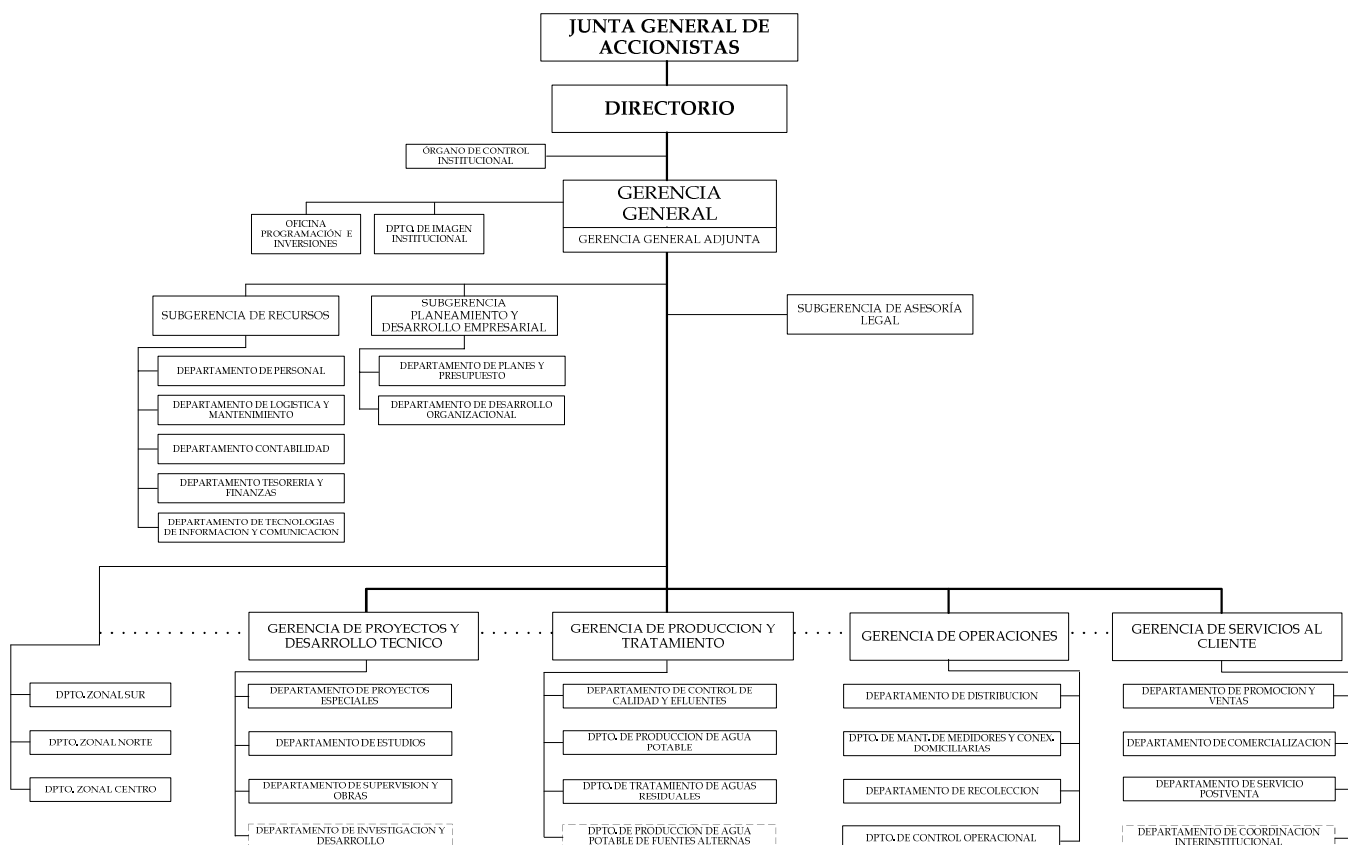 JUNTA GENERAL DE
ACCIONISTAS
DIRECTORIO
ÓRGANO DE CONTROL
INSTITUCIONAL
GERENCIA
GENERAL
GERENCIA GENERAL ADJUNTA
OFICINA
PROGRAMACIÓN E
INVERSIONES
DPTO. DE IMAGEN
INSTITUCIONAL
SUBGERENCIA DE RECURSOS
SUBGERENCIA
PLANEAMIENTO Y
DESARROLLO EMPRESARIAL
SUBGERENCIA DE ASESORÍA
LEGAL
DEPARTAMENTO DE PERSONAL
DEPARTAMENTO DE LOGISTICA Y
MANTENIMIENTO
DEPARTAMENTO CONTABILIDAD
DEPARTAMENTO TESORERIA Y
FINANZAS
DEPARTAMENTO DE TECNOLOGIAS
DE INFORMACION Y COMUNICACION
DEPARTAMENTO DE PLANES Y
PRESUPUESTO
DEPARTAMENTO DE DESARROLLO
ORGANIZACIONAL
GERENCIA DE PROYECTOS Y
DESARROLLO TECNICO
GERENCIA DE PRODUCCION Y
TRATAMIENTO
GERENCIA DE OPERACIONES
GERENCIA DE SERVICIOS AL
CLIENTE
DPTO. ZONAL SUR
DPTO. ZONAL NORTE
DPTO. ZONAL CENTRO
DEPARTAMENTO DE PROYECTOS
ESPECIALES
DEPARTAMENTO DE ESTUDIOS
DEPARTAMENTO DE SUPERVISION Y
OBRAS
DEPARTAMENTO DE INVESTIGACION Y
DESARROLLO
DEPARTAMENTO DE CONTROL DE
CALIDAD Y EFLUENTES
DPTO. DE PRODUCCION DE AGUA
POTABLE
DPTO. DE TRATAMIENTO DE AGUAS
RESIDUALES
DPTO. DE PRODUCCION DE AGUA
POTABLE DE FUENTES ALTERNAS
DEPARTAMENTO DE DISTRIBUCION
DPTO. DE MANT. DE MEDIDORES Y CONEX.
DOMICILIARIAS
DEPARTAMENTO DE RECOLECCION
DPTO. DE CONTROL OPERACIONAL
DEPARTAMENTO DE PROMOCION Y
VENTAS
DEPARTAMENTO DE COMERCIALIZACION
DEPARTAMENTO DE SERVICIO
POSTVENTA
DEPARTAMENTO DE COORDINACION
INTERINSTITUCIONAL